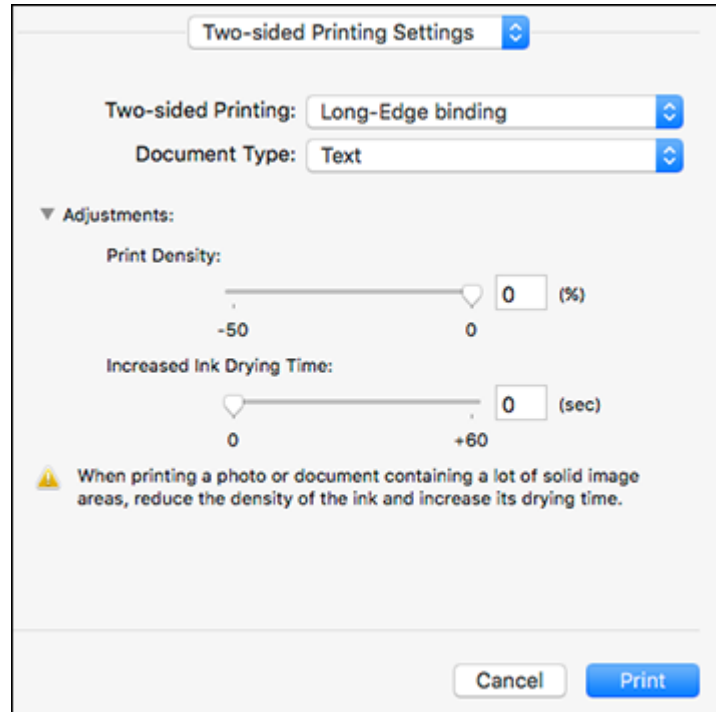 Two-sided Printing Settings
Two-sided Printing: Long-Edge binding
Document Type: Text
Adjustments:
Print Density:
0 (%)
-50 0
Increased Ink Drying Time:
0 (sec)
0 +60
When printing a photo or document containing a lot of solid image
areas, reduce the density of the ink and increase its drying time.
Cancel Print